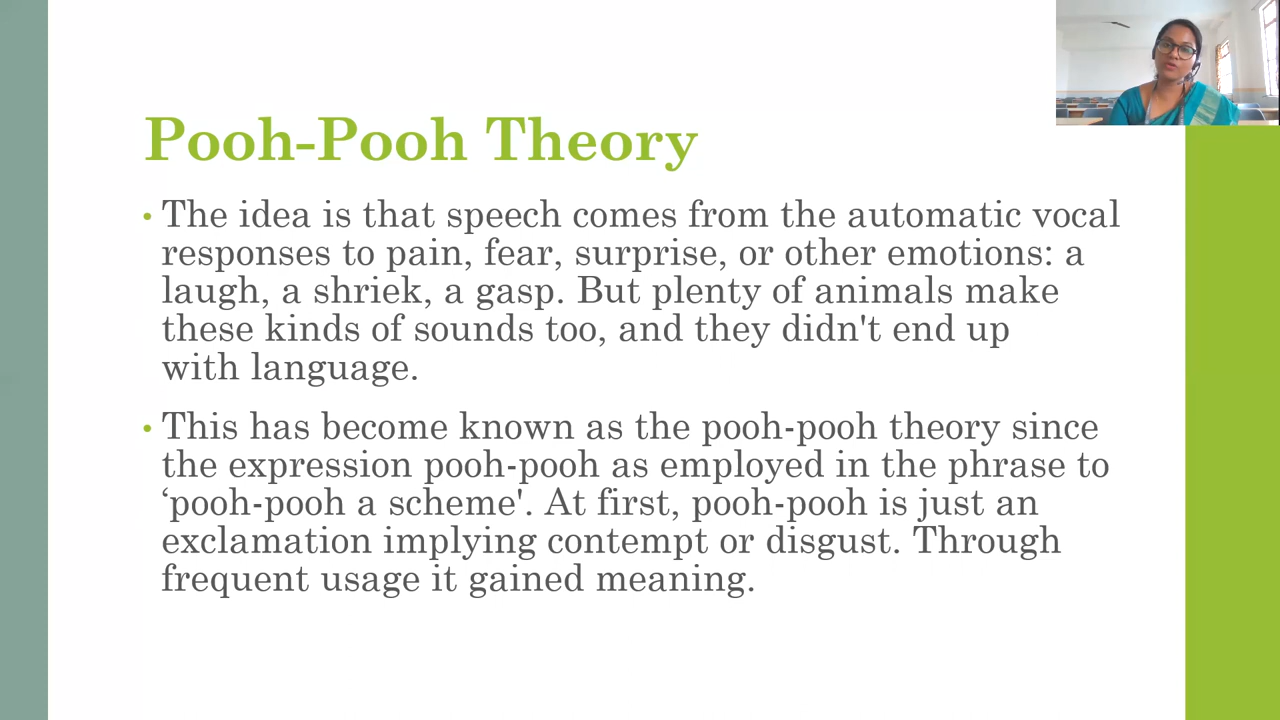 Pooh-Pooh Theory
• The idea is that speech comes from the automatic vocal
responses to pain, fear, surprise, or other emotions: a
laugh, a shriek, a gasp. But plenty of animals make
these kinds of sounds too, and they didn't end up
with language.
• This has become known as the pooh-pooh theory since
the expression pooh-pooh as employed in the phrase to
‘pooh-pooh a scheme'. At first, pooh-pooh is just an
exclamation implying contempt or disgust. Through
frequent usage it gained meaning.